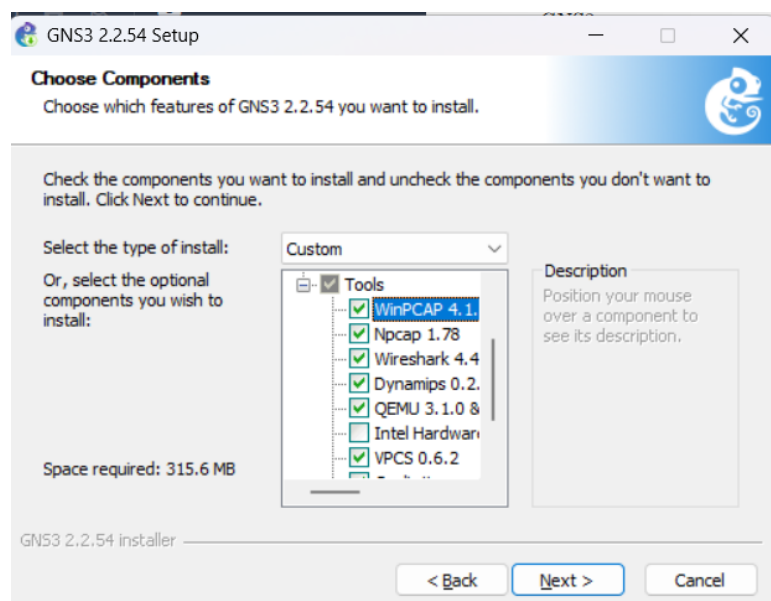 GNS3 2.2.54 Setup
Choose Components
Choose which features of GNS3 2.2.54 you want to install.
Check the components you want to install and uncheck the components you don't want to
install. Click Next to continue.
Select the type of install:
Custom
Or, select the optional
components you wish to
install:
Tools
WinPCAP 4.1.
Npcap 1.78
Wireshark 4.4
Dynamips 0.2.
QEMU 3.1.0 &
Intel Hardwar
VPCS 0.6.2
Description
Position your mouse
over a component to
see its description.
Space required: 315.6 MB
GNS3 2.2.54 installer
< Back
Next >
Cancel